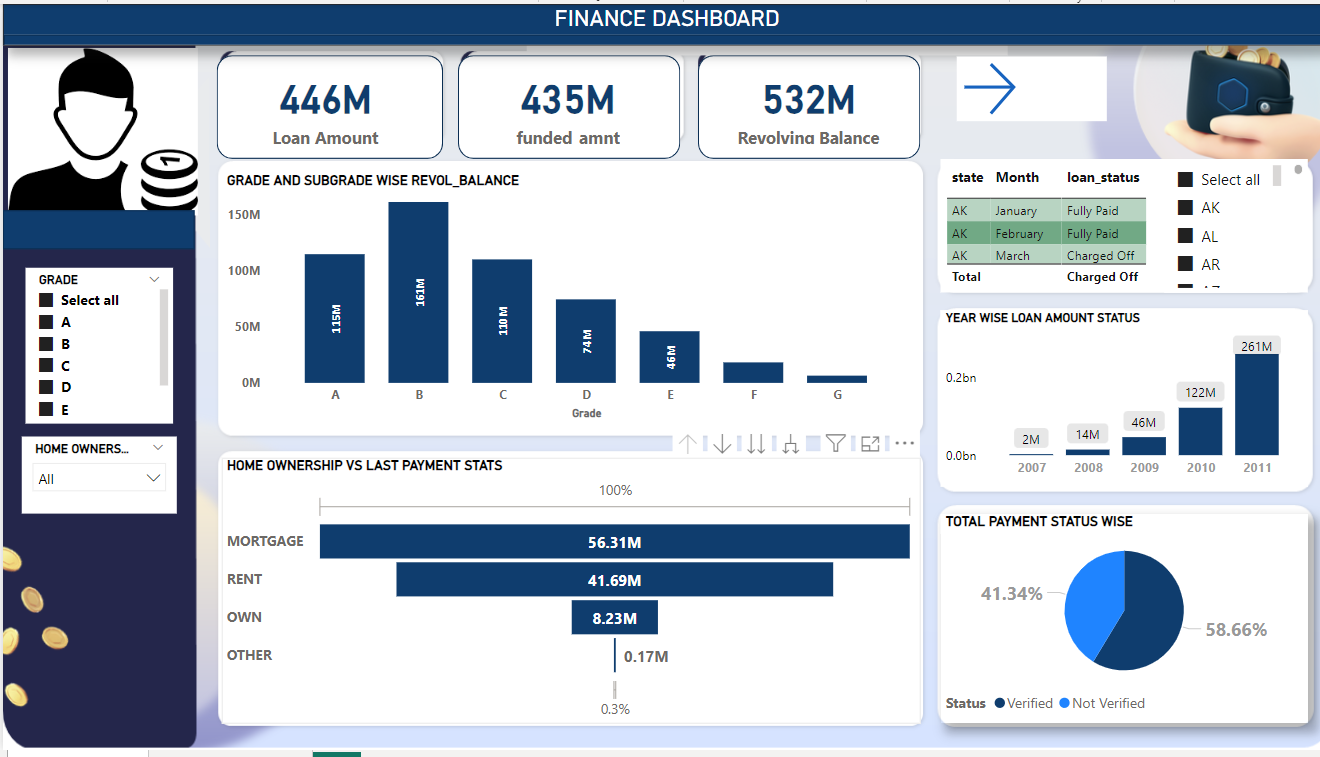 FINANCE DASHBOARD
446M
Loan Amount
435M
funded amnt
532M
Revolving Balance
1
GRADE
Select all
A
B
C
D
E
HOME OWNERS...
All
GRADE AND SUBGRADE WISE REVOL_BALANCE
150M
100M
50M
0M
115M
161M
110M
74M
46M
A B C D E F G
Grade
HOME OWNERSHIP VS LAST PAYMENT STATS
100%
MORTGAGE 56.31M
RENT 41.69M
OWN 8.23M
OTHER 0.17M
0.3%
state Month loan_status
AK January Fully Paid
AK February Fully Paid
AK March Charged Off
Total Charged Off
Select all
AK
AL
AR
YEAR WISE LOAN AMOUNT STATUS
0.2bn
0.0bn
2M
14M
46M
122M
261M
2007 2008 2009 2010 2011
TOTAL PAYMENT STATUS WISE
41.34%
58.66%
Status Verified Not Verified